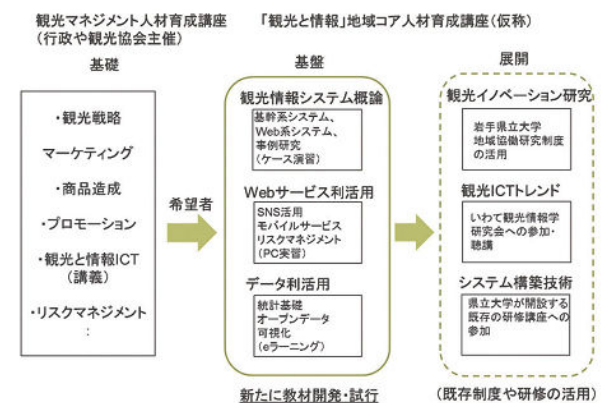 観光マネジメント人材育成講座
(行政や観光協会主催)
基礎
・観光戦略
マーケティング
・商品造成
・プロモーション
・観光と情報ICT
(講義)
・リスクマネジメント
:
希望者
「観光と情報」地域コア人材育成講座(仮称)
基盤
観光情報システム概論
基幹系システム、
Web系システム、
事例研究
(ケース演習)
Webサービス利活用
SNS活用
モバイルサービス
リスクマネジメント
(PC実習)
データ利活用
統計基礎
オープンデータ
可視化
(eラーニング)
新たに教材開発・試行
展開
観光イノベーション研究
岩手県立大学
地域協働研究制度
の活用
観光ICTトレンド
いわて観光情報学
研究会への参加・
聴講
システム構築技術
県立大学が開設する
既存の研修講座への
参加
(既存制度や研修の活用)